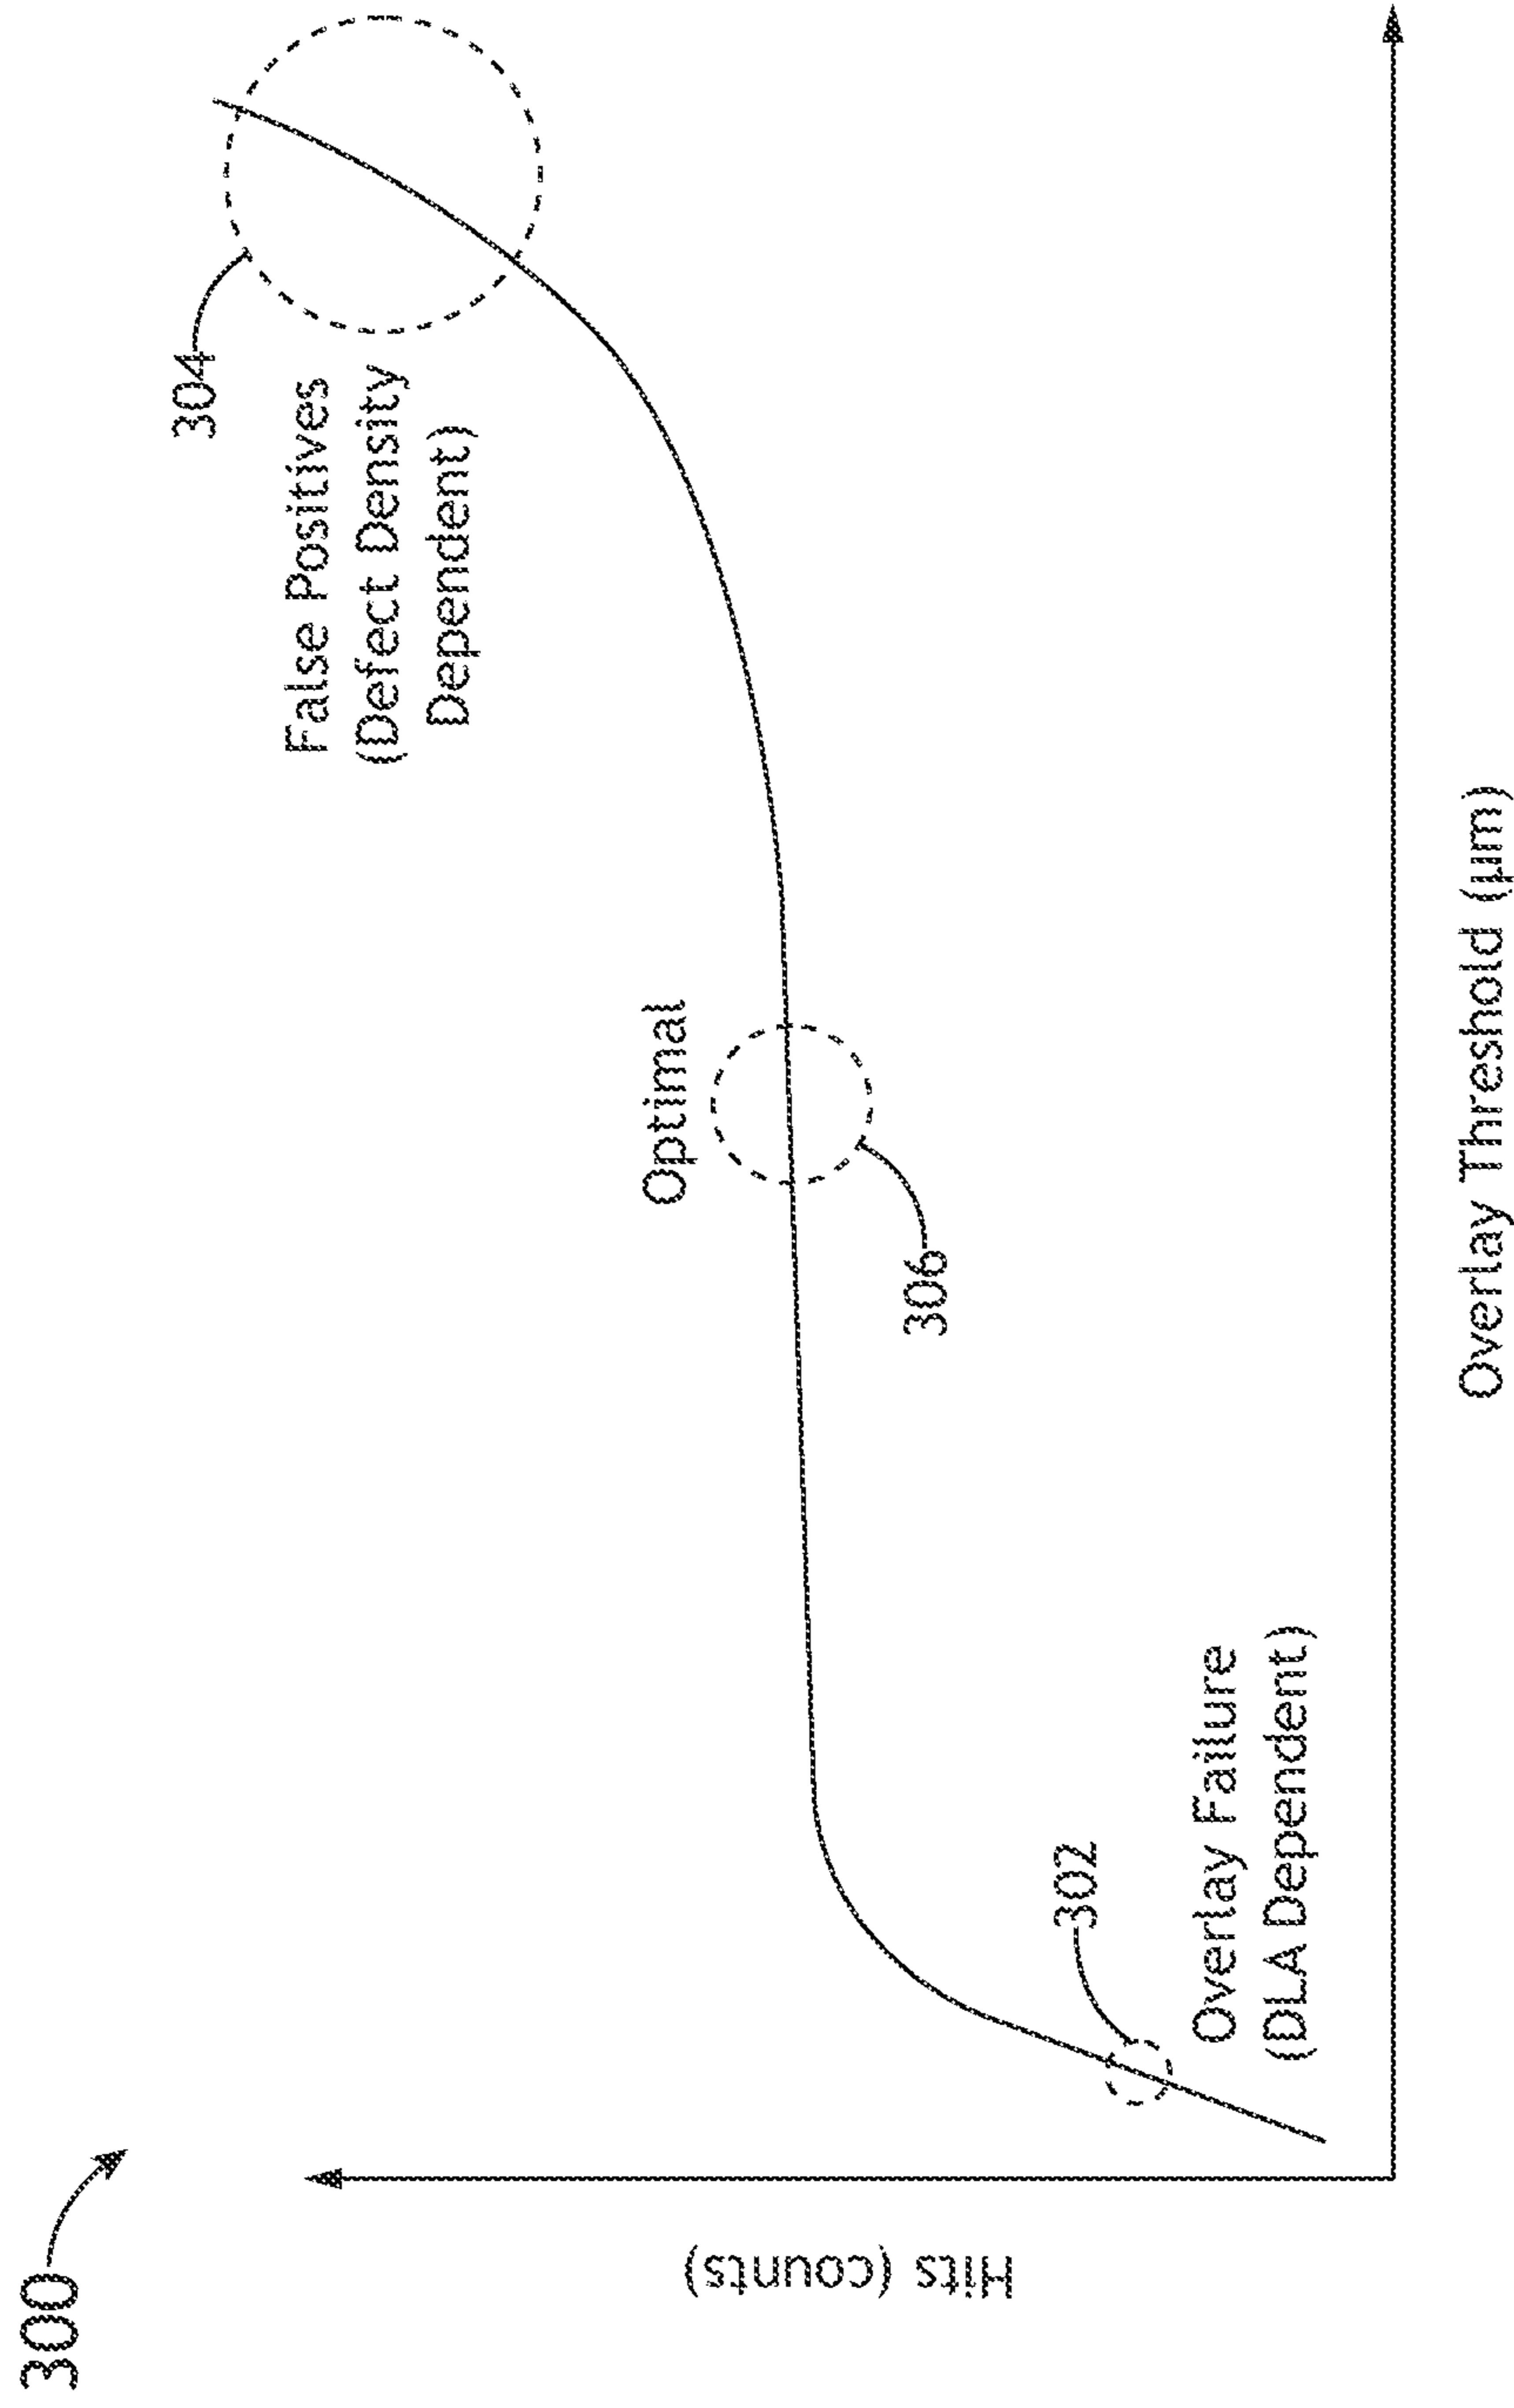 300
304
False Positives
(Defect Density
Dependent)
Optimal
306
302
Overlay Failure
(DLA Dependent)
Hits (counts)
Overlay Threshold (µm)